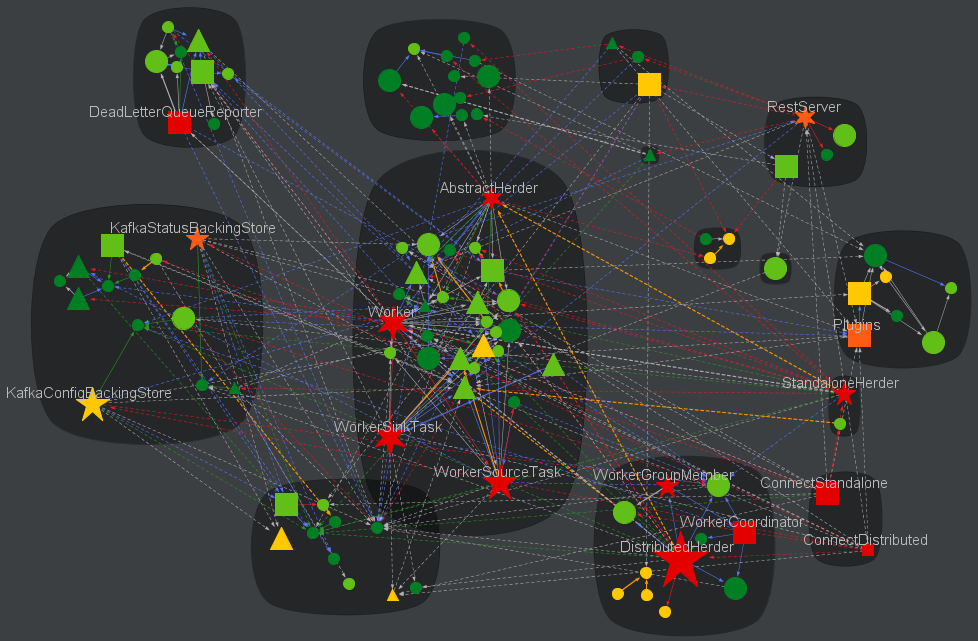 RestServer
DeadLetterQueueReporter
AbstractHerder
KafkaStatusBackingStore
Worker
Plugins
StandaloneHerder
KafkaConfigBackingStore
WorkerSinkTask
WorkerSourceTask
WorkerGroupMember
ConnectStandalone
WorkerCoordinator
ConnectDistributed
DistributedHerder